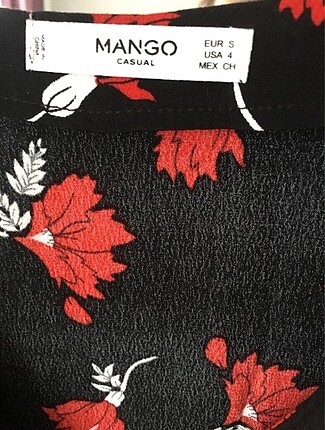 MANGO
CASUAL
EUR S
USA 4
MEX CH